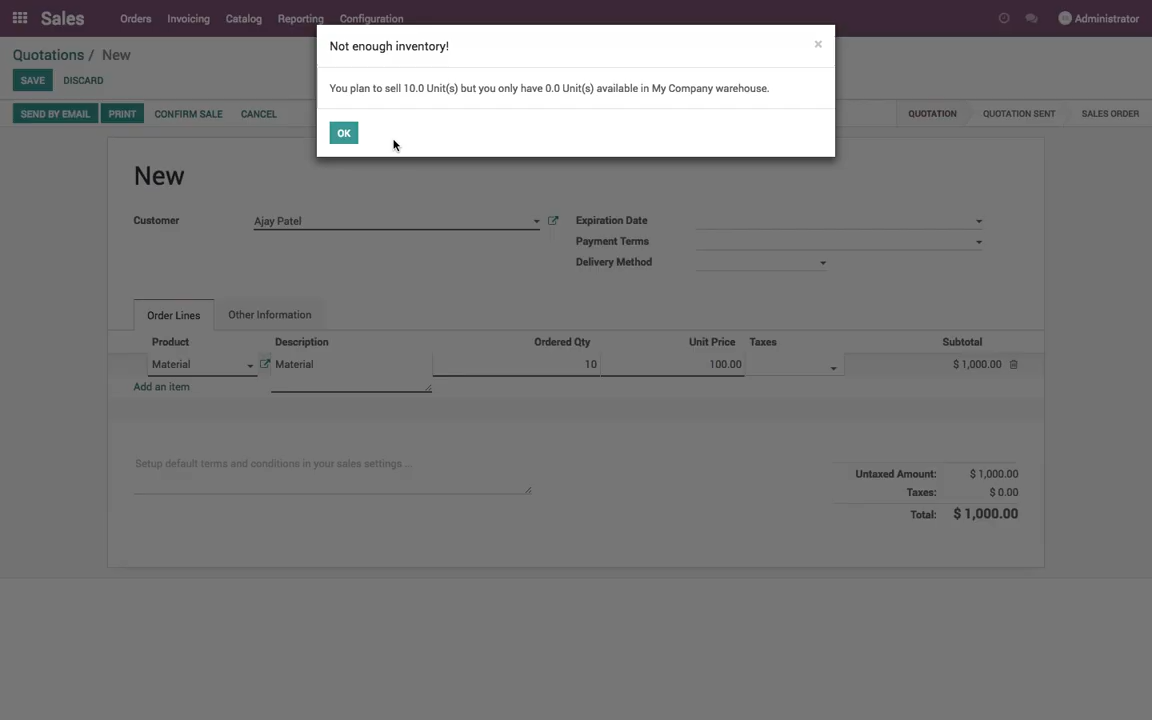 Sales Orders Invoicing Catalog Reporting Configuration Administrator
Not enough inventory! ×
Quotations / New
SAVE DISCARD
You plan to sell 10.0 Unit(s) but you only have 0.0 Unit(s) available in My Company warehouse.
SEND BY EMAIL PRINT CONFIRM SALE CANCEL QUOTATION QUOTATION SENT SALES ORDER
OK
New
Customer Ajay Patel Expiration Date
Payment Terms
Delivery Method
Order Lines Other Information
Product Description Ordered Qty Unit Price Taxes Subtotal
Material Material 10 100.00 $ 1,000.00
Add an item
Setup default terms and conditions in your sales settings ...
Untaxed Amount: $ 1,000.00
Taxes: $ 0.00
Total: $ 1,000.00